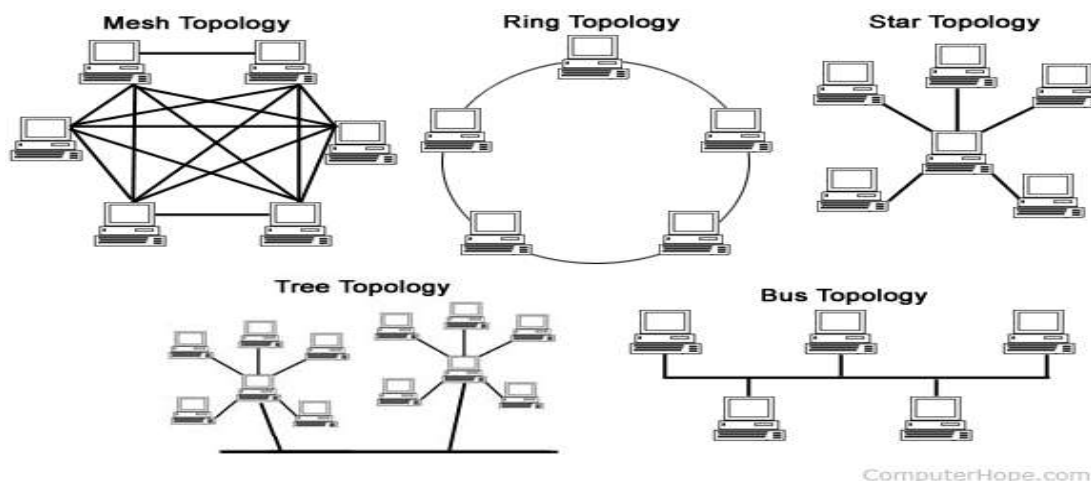 Mesh Topology
Ring Topology
Star Topology
Tree Topology
Bus Topology
ComputerHope.com